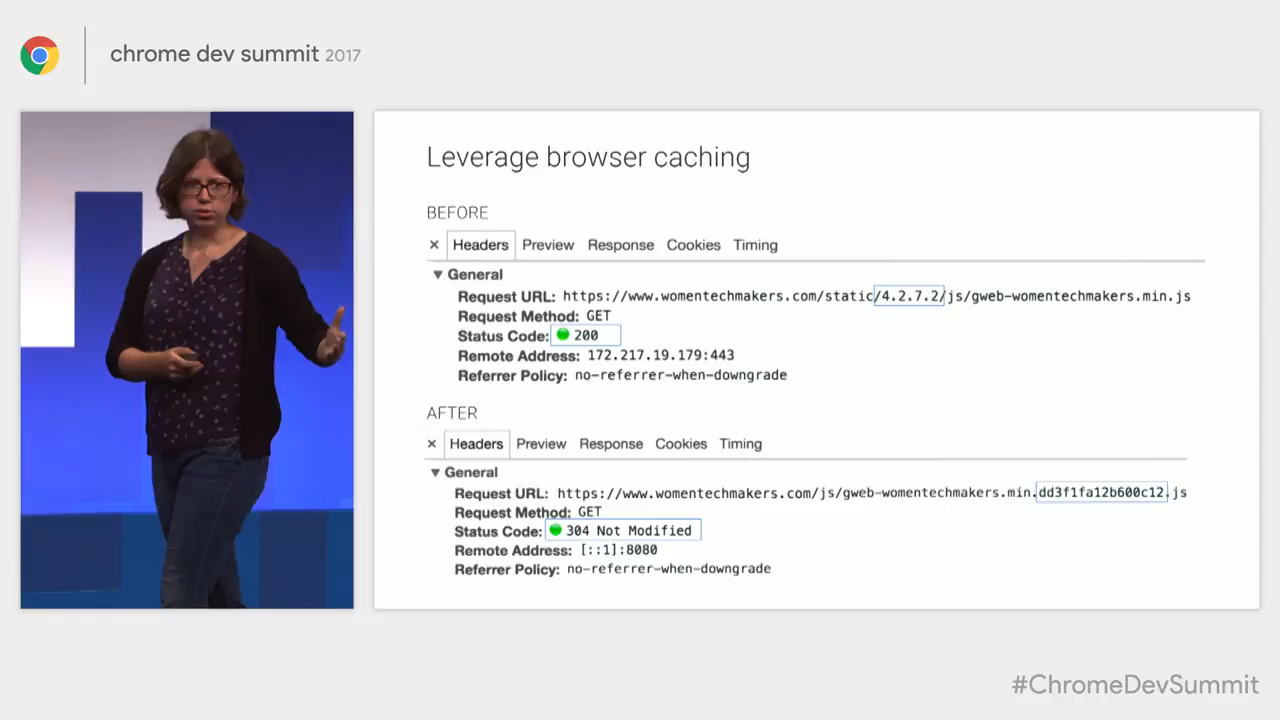 chrome dev summit 2017
Leverage browser caching
BEFORE
× Headers Preview Response Cookies Timing
▼ General
Request URL: https://www.womentechmakers.com/static/4.2.7.2/js/gweb-womentechmakers.min.js
Request Method: GET
Status Code: 200
Remote Address: 172.217.19.179:443
Referrer Policy: no-referrer-when-downgrade
AFTER
× Headers Preview Response Cookies Timing
▼ General
Request URL: https://www.womentechmakers.com/js/gweb-womentechmakers.min.dd3f1fa12b600c12.js
Request Method: GET
Status Code: 304 Not Modified
Remote Address: [::1]:8080
Referrer Policy: no-referrer-when-downgrade
#ChromeDevSummit